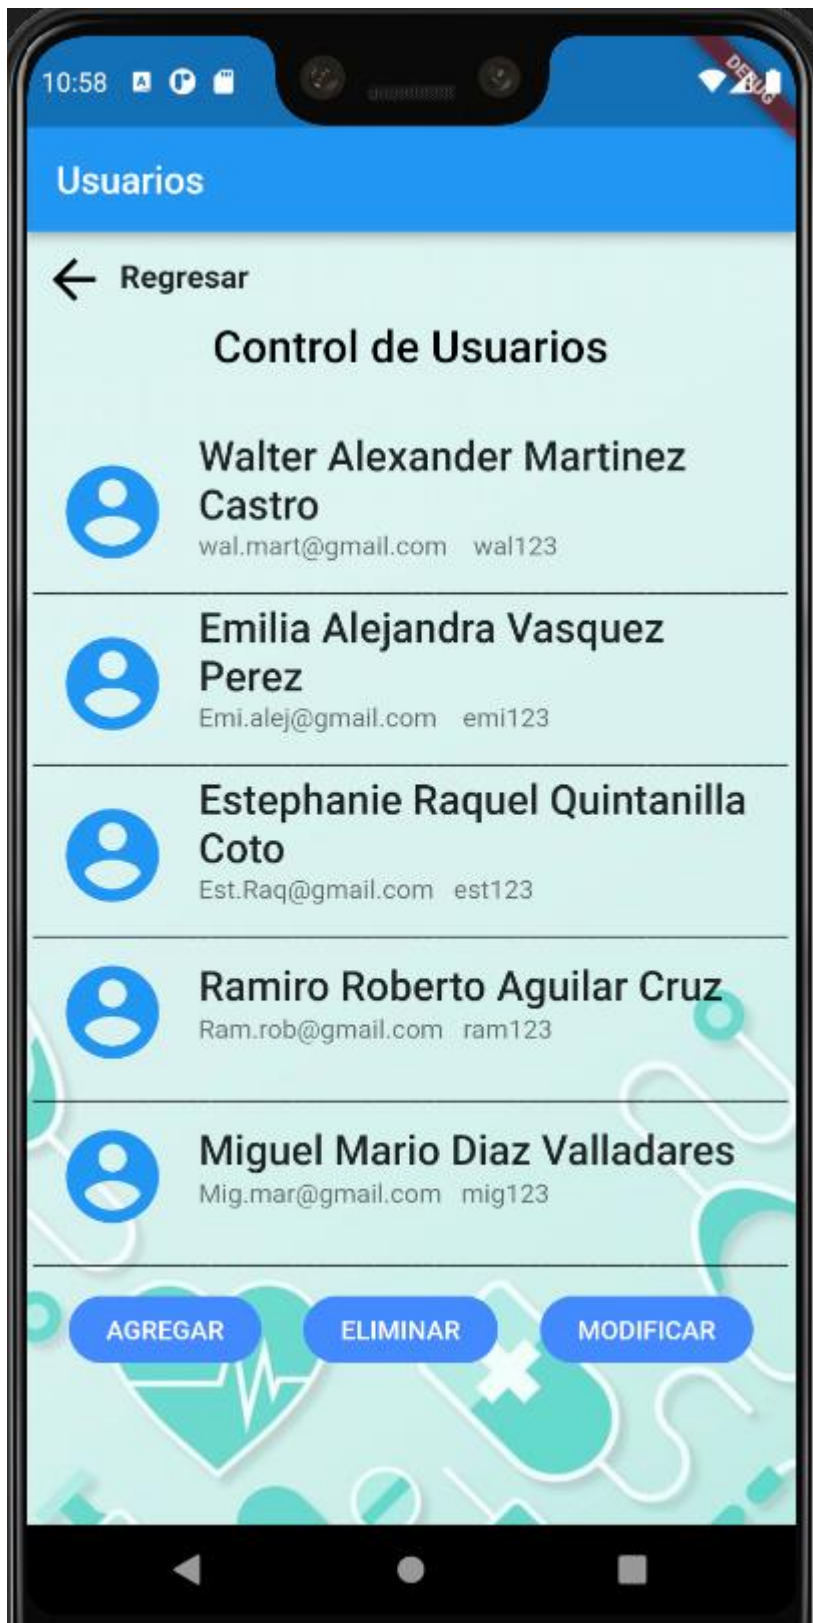 10:58
DEBUG
Usuarios
Regresar
Control de Usuarios
Walter Alexander Martinez
Castro
wal.mart@gmail.com wal123
Emilia Alejandra Vasquez
Perez
Emi.alej@gmail.com emi123
Estephanie Raquel Quintanilla
Coto
Est.Raq@gmail.com est123
Ramiro Roberto Aguilar Cruz
Ram.rob@gmail.com ram123
Miguel Mario Diaz Valladares
Mig.mar@gmail.com mig123
AGREGAR ELIMINAR MODIFICAR